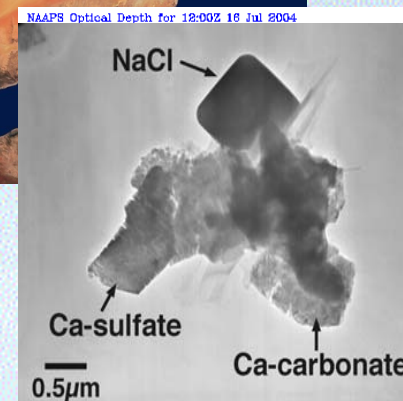 NAAPS Optical Depth for 12:00Z 16 Jul 2004
NaCl
Ca-sulfate
Ca-carbonate
0.5µm